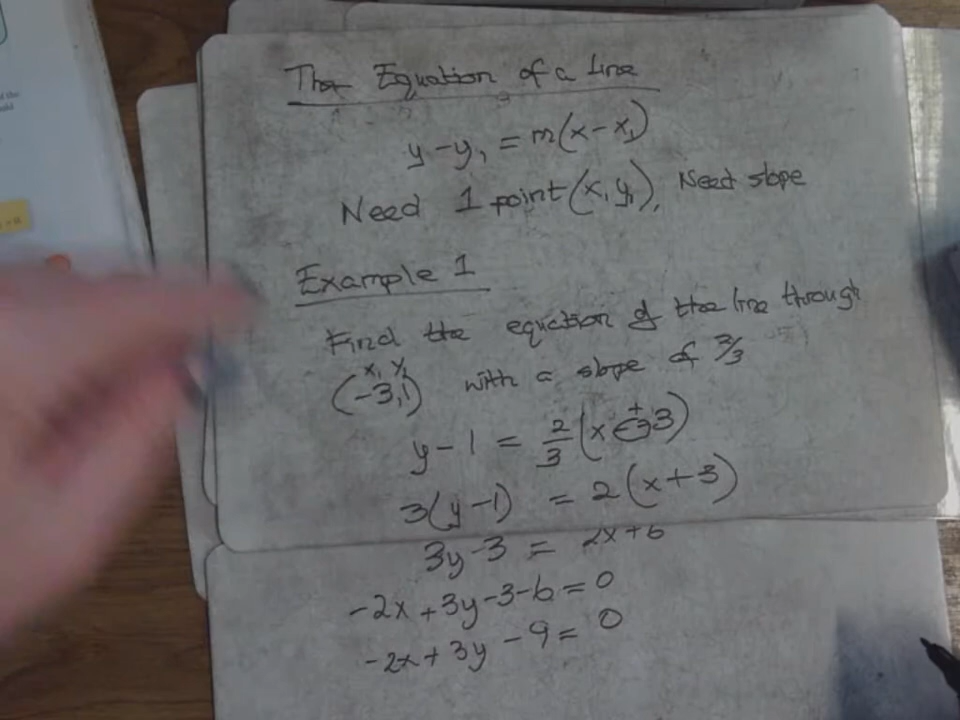 The Equation of a Line
y - y₁ = m(x - x₁)
Need 1 point (x₁ y₁), Need slope
Example 1
Find the equation of the line through
x₁ y₁
(-3,1) with a slope of 2/3
+
y - 1 = 2/3 (x - -3)
3(y - 1) = 2(x + 3)
3y - 3 = 2x + 6
-2x + 3y - 3 - 6 = 0
-2x + 3y - 9 = 0